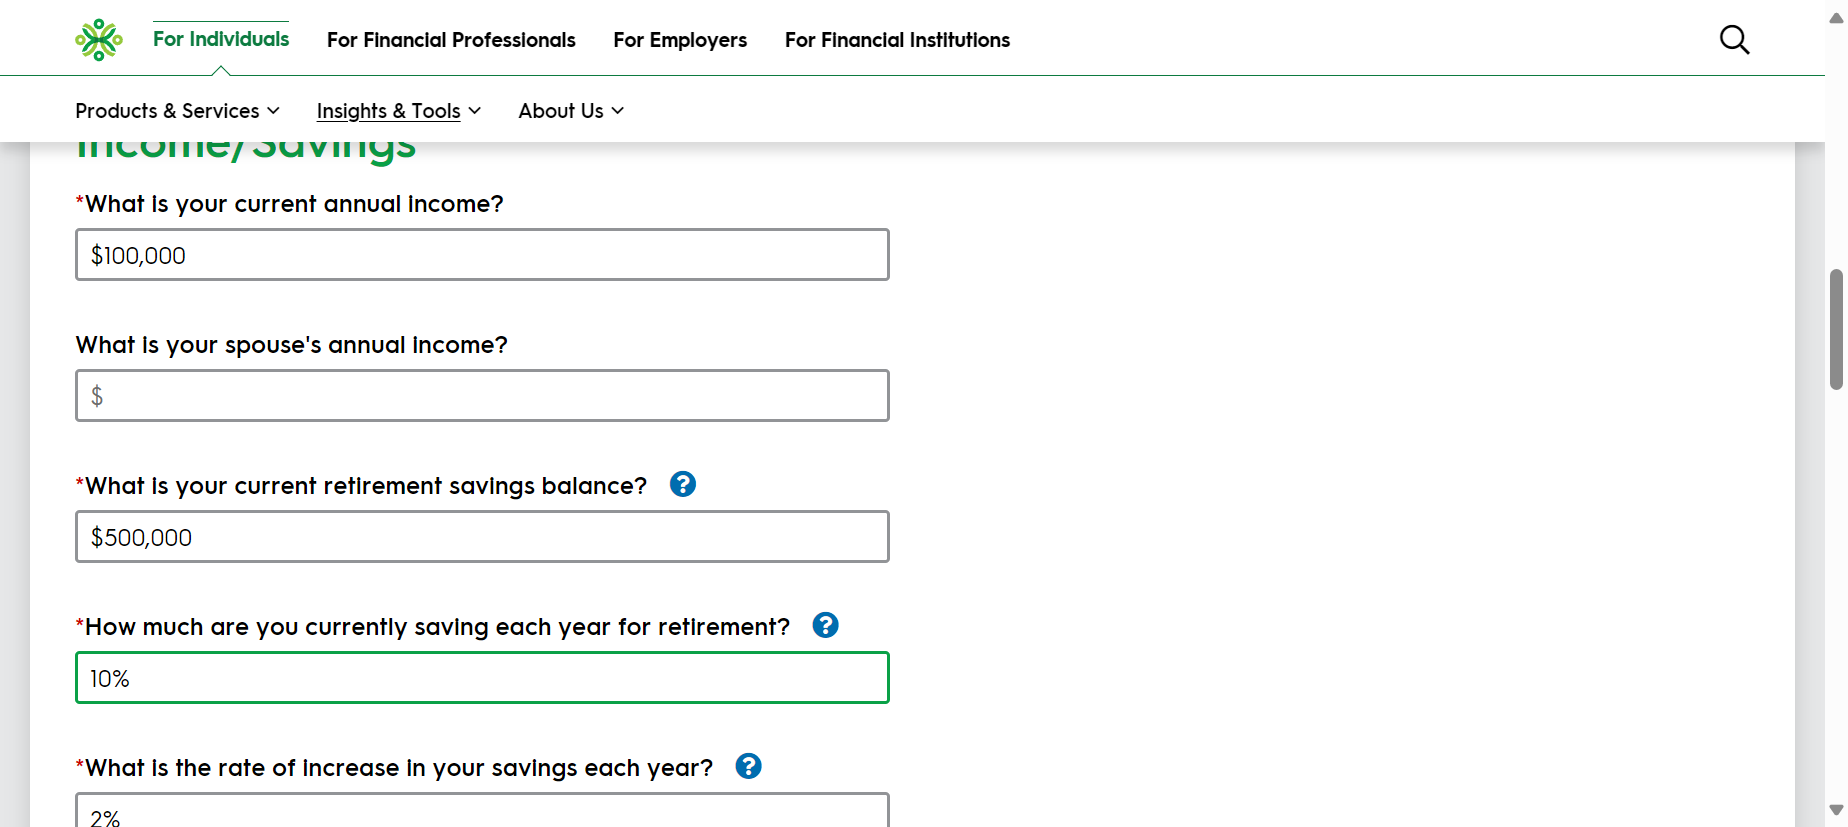 For Individuals For Financial Professionals For Employers For Financial Institutions
Products & Services Insights & Tools About Us
Income/Savings
*What is your current annual income?
$100,000
What is your spouse's annual income?
$
*What is your current retirement savings balance? ?
$500,000
*How much are you currently saving each year for retirement? ?
10%
*What is the rate of increase in your savings each year? ?
2%